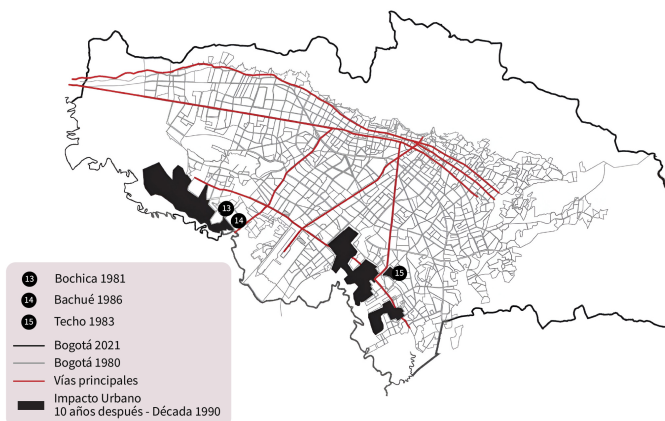 13
14
15
13 Bochica 1981
14 Bachué 1986
15 Techo 1983
Bogotá 2021
Bogotá 1980
Vías principales
Impacto Urbano
10 años después - Década 1990